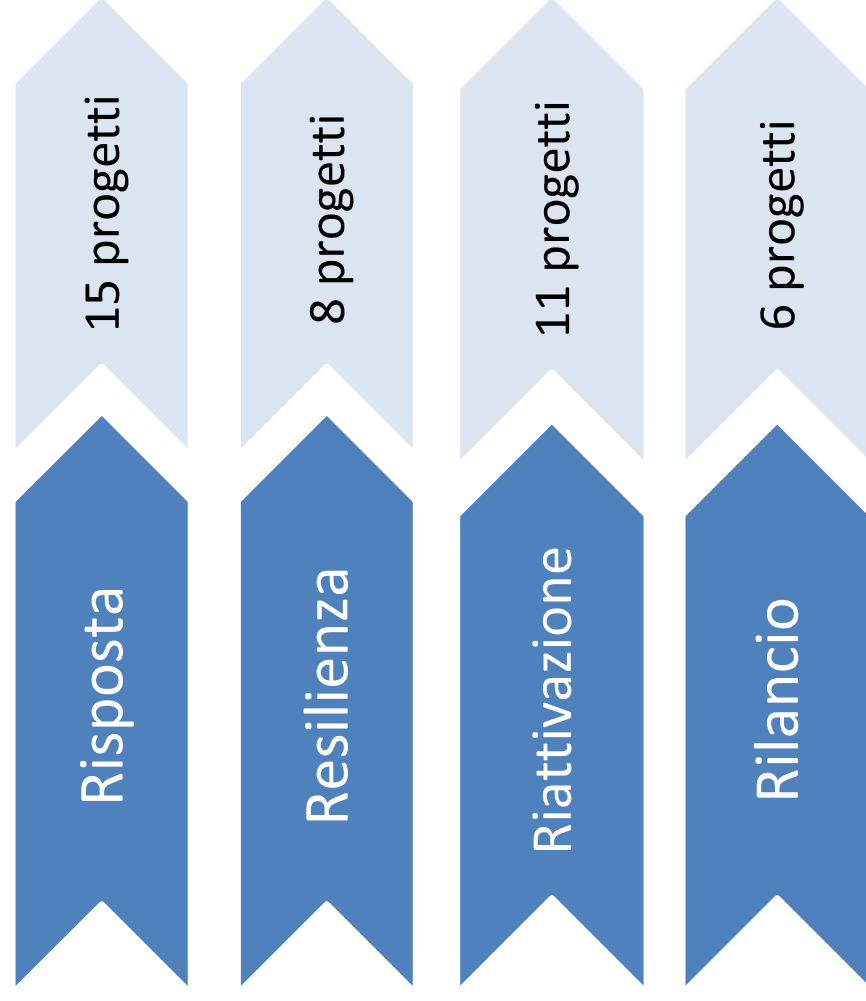 Risposta
15 progetti
Resilienza
8 progetti
Riattivazione
11 progetti
Rilancio
6 progetti